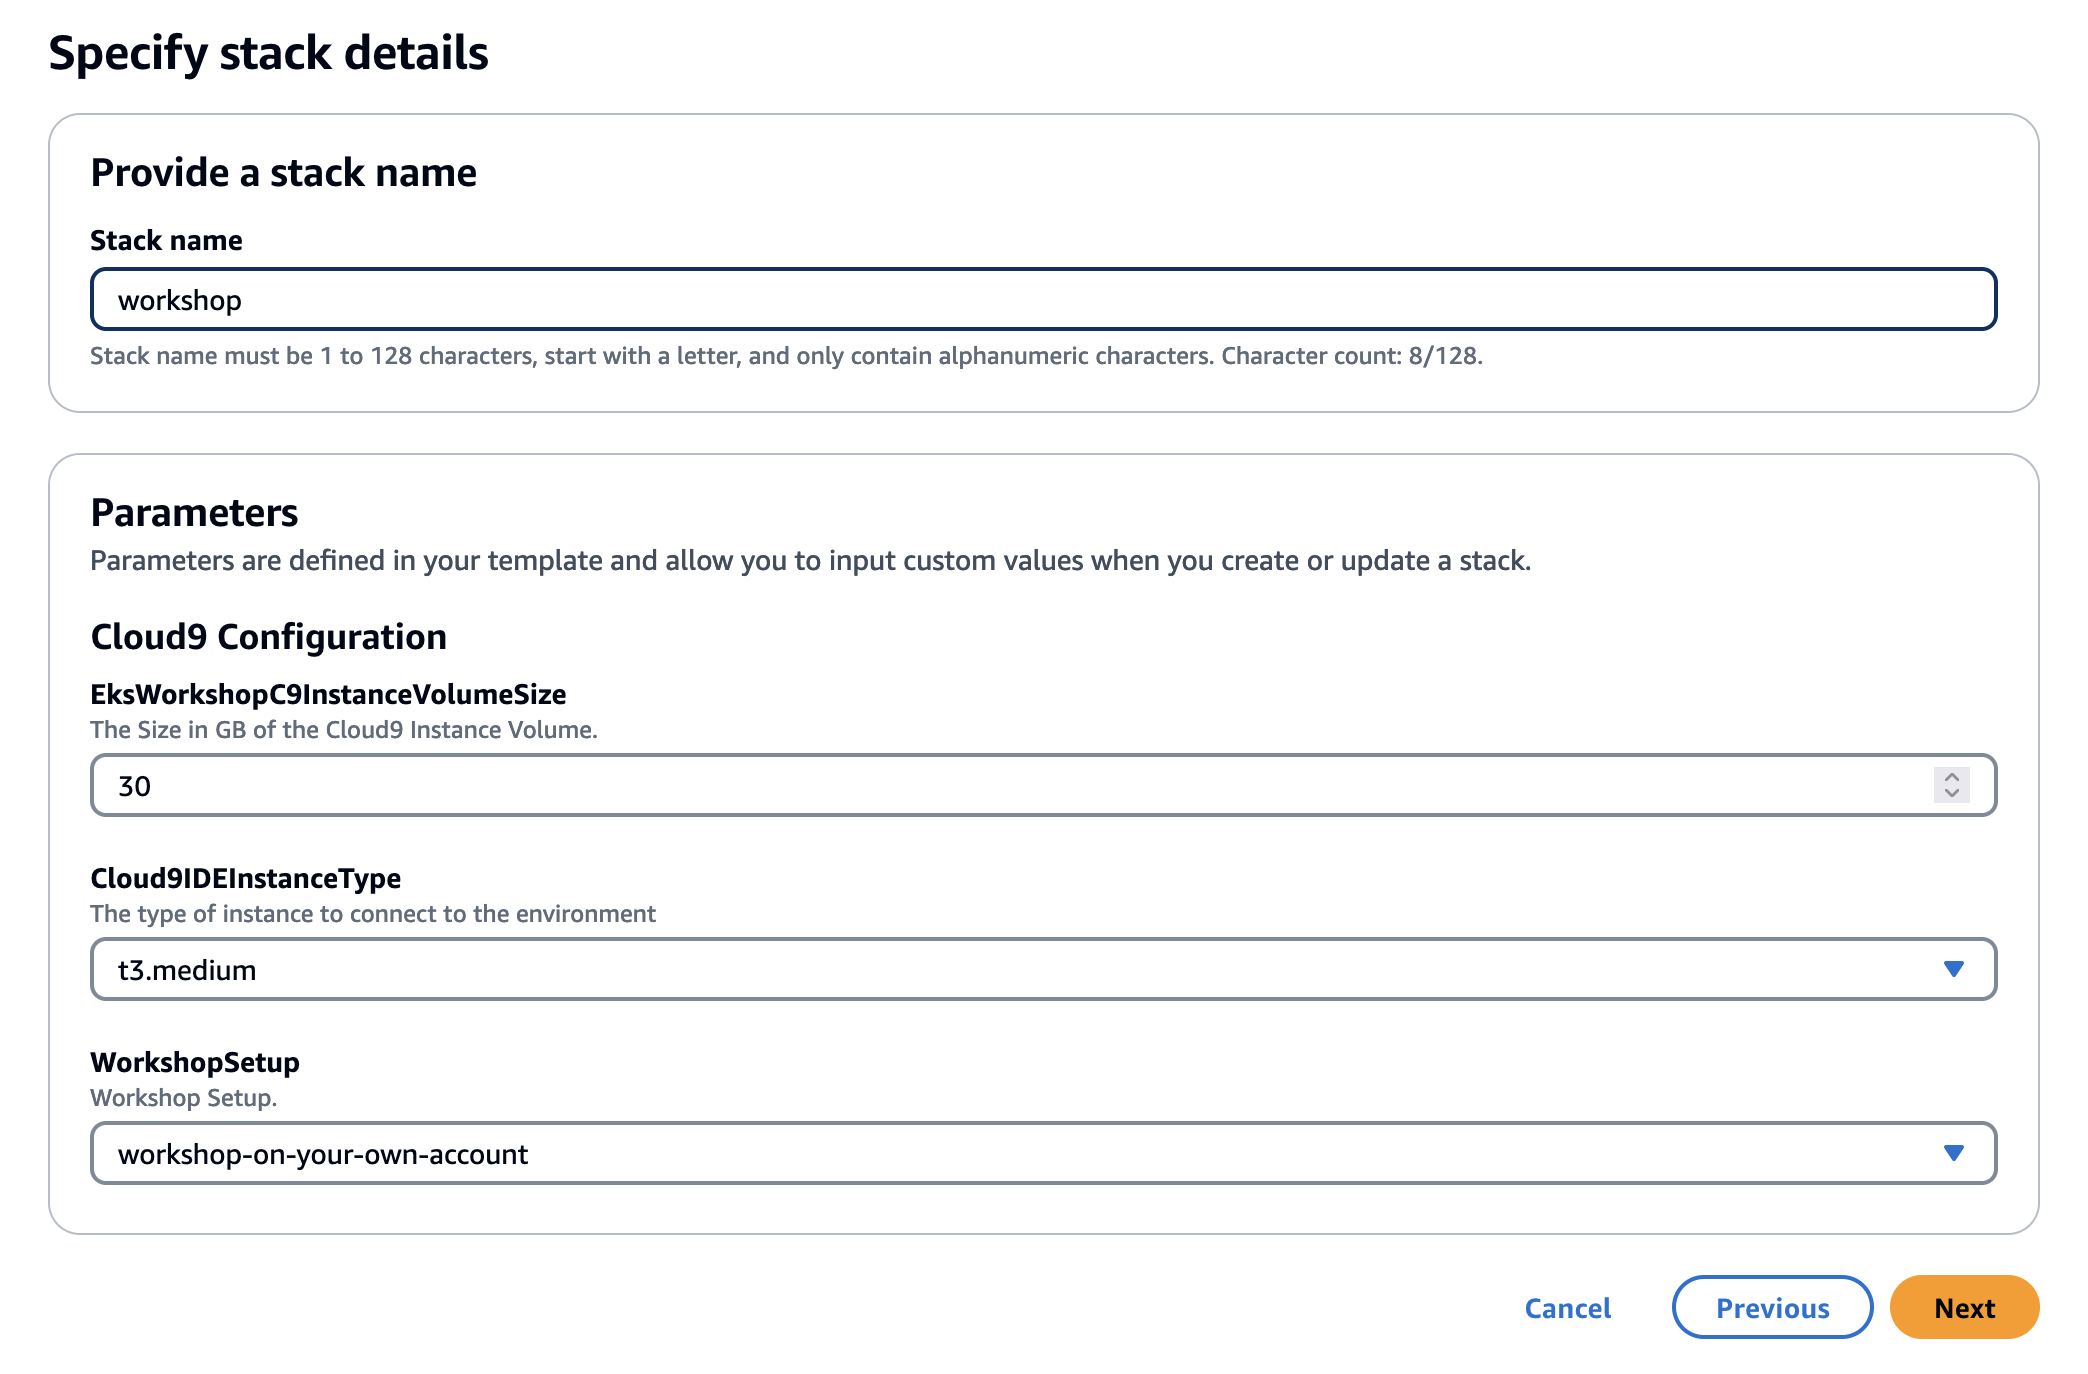 Specify stack details
Provide a stack name
Stack name
workshop
Stack name must be 1 to 128 characters, start with a letter, and only contain alphanumeric characters. Character count: 8/128.
Parameters
Parameters are defined in your template and allow you to input custom values when you create or update a stack.
Cloud9 Configuration
EksWorkshopC9InstanceVolumeSize
The Size in GB of the Cloud9 Instance Volume.
30
Cloud9IDEInstanceType
The type of instance to connect to the environment
t3.medium
WorkshopSetup
Workshop Setup.
workshop-on-your-own-account
Cancel Previous Next